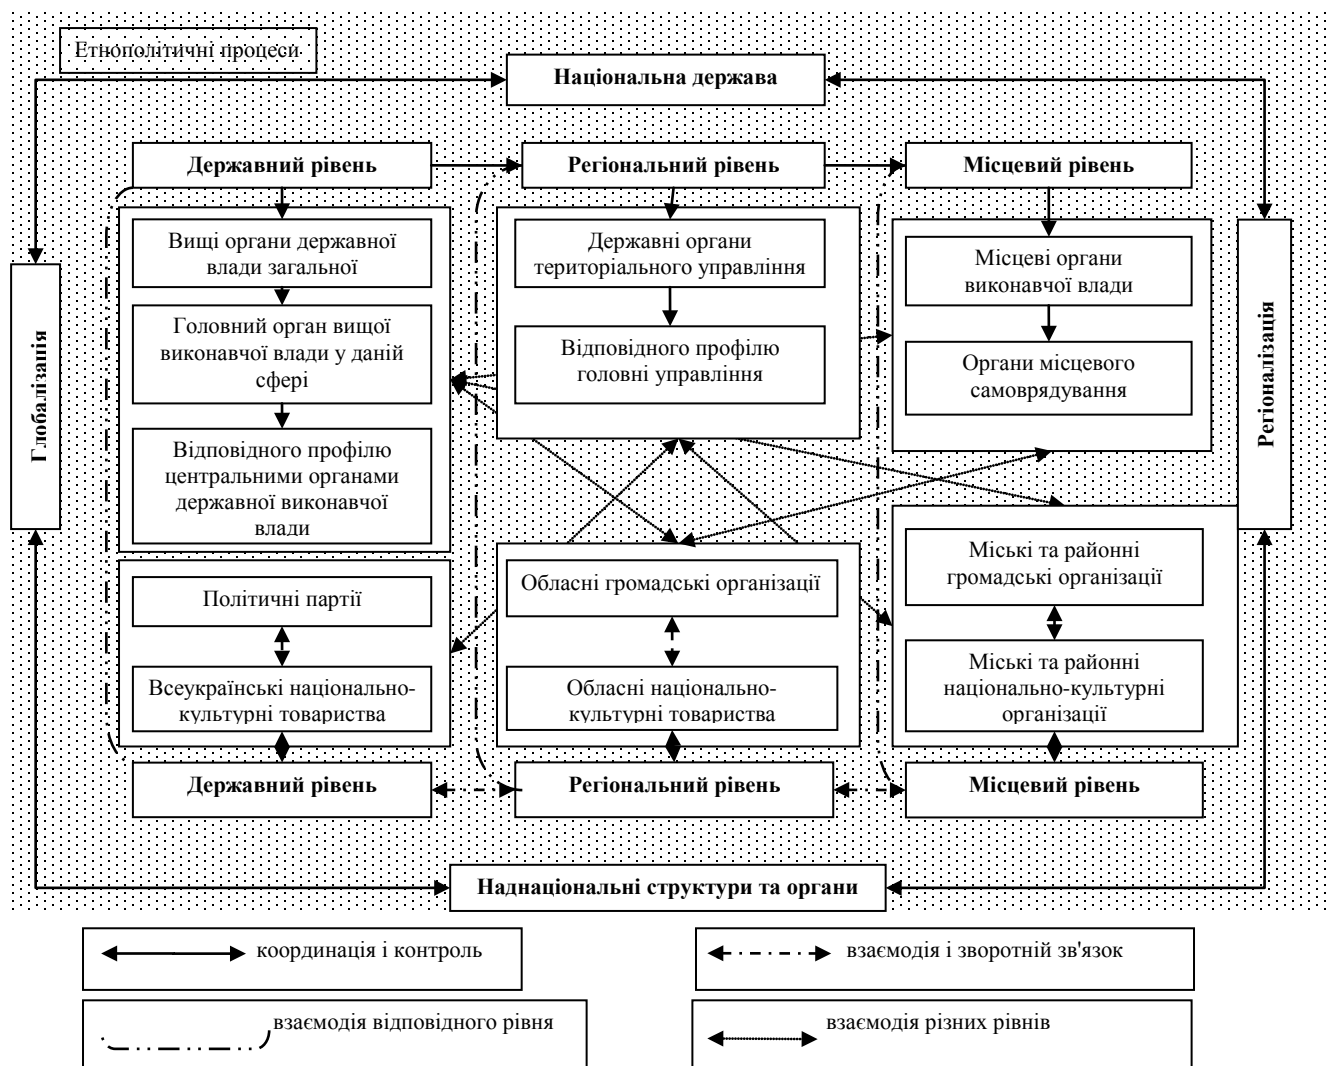 Етнополітичні процеси
Національна держава
Державний рівень
Регіональний рівень
Місцевий рівень
Вищі органи державної
влади загальної
Головний орган вищої
виконавчої влади у даній
сфері
Відповідного профілю
центральними органами
державної виконавчої
влади
Державні органи
територіального управління
Відповідного профілю
головні управління
Місцеві органи
виконавчої влади
Органи місцевого
самоврядування
Глобалізація
Регіоналізація
Політичні партії
Всеукраїнські національно-
культурні товариства
Обласні громадські організації
Обласні національно-
культурні товариства
Міські та районні
громадські організації
Міські та районні
національно-культурні
організації
Державний рівень
Регіональний рівень
Місцевий рівень
Наднаціональні структури та органи
координація і контроль
взаємодія і зворотній зв'язок
взаємодія відповідного рівня
взаємодія різних рівнів